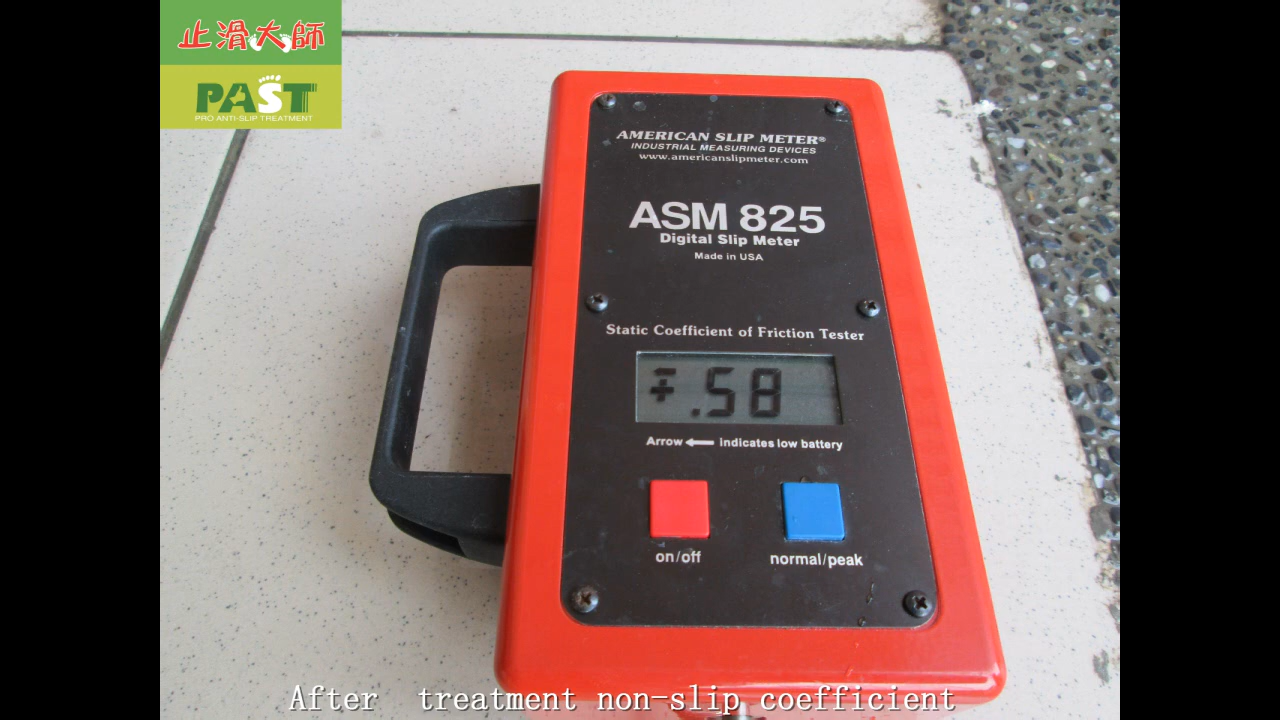 止滑大師
PAST
PRO ANTI-SLIP TREATMENT
AMERICAN SLIP METER®
INDUSTRIAL MEASURING DEVICES
www.americanslipmeter.com
ASM 825
Digital Slip Meter
Made in USA
Static Coefficient of Friction Tester
.58
Arrow ← indicates low battery
on/off normal/peak
After treatment non-slip coefficient